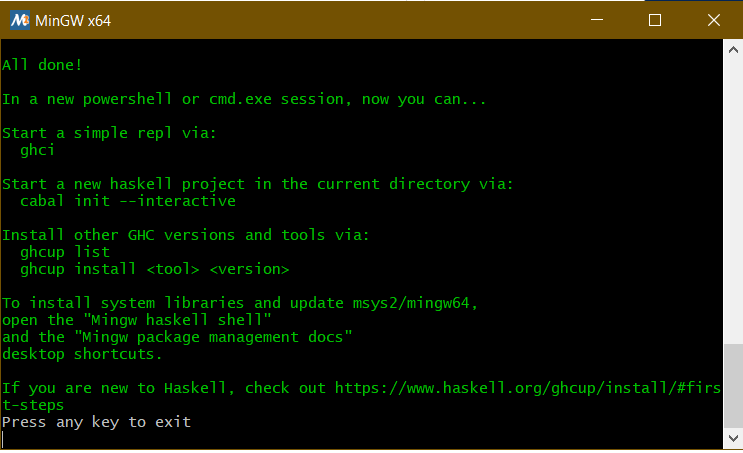 MinGW x64
All done!
In a new powershell or cmd.exe session, now you can...
Start a simple repl via:
  ghci
Start a new haskell project in the current directory via:
  cabal init --interactive
Install other GHC versions and tools via:
  ghcup list
  ghcup install <tool> <version>
To install system libraries and update msys2/mingw64,
open the "Mingw haskell shell"
and the "Mingw package management docs"
desktop shortcuts.
If you are new to Haskell, check out https://www.haskell.org/ghcup/install/#firs
t-steps
Press any key to exit